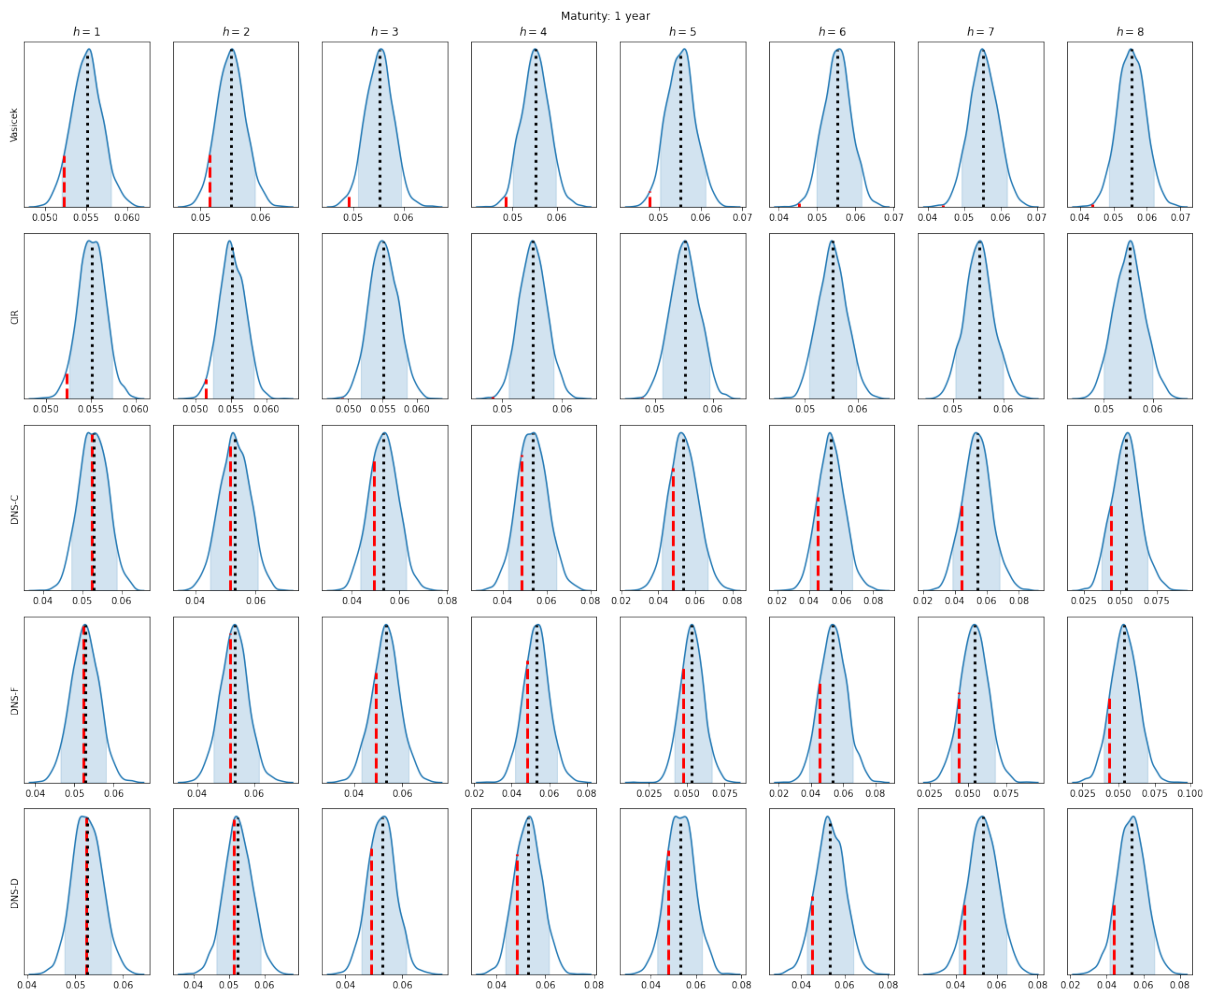 Maturity: 1 year
h = 1 h = 2 h = 3 h = 4 h = 5 h = 6 h = 7 h = 8
Vasicek
0.050 0.055 0.060 0.05 0.06 0.05 0.06 0.05 0.06 0.05 0.06 0.07 0.04 0.05 0.06 0.07 0.04 0.05 0.06 0.07 0.04 0.05 0.06 0.07
CIR
0.050 0.055 0.060 0.050 0.055 0.060 0.050 0.055 0.060 0.05 0.06 0.05 0.06 0.05 0.06 0.05 0.06 0.05 0.06
DNS-C
0.04 0.05 0.06 0.04 0.06 0.04 0.06 0.08 0.04 0.06 0.08 0.02 0.04 0.06 0.08 0.02 0.04 0.06 0.08 0.02 0.04 0.06 0.08 0.025 0.050 0.075
DNS-F
0.04 0.05 0.06 0.04 0.06 0.04 0.06 0.08 0.02 0.04 0.06 0.08 0.025 0.050 0.075 0.02 0.04 0.06 0.08 0.025 0.050 0.075 0.025 0.050 0.075 0.100
DNS-D
0.04 0.05 0.06 0.04 0.05 0.06 0.04 0.06 0.04 0.06 0.08 0.04 0.06 0.08 0.04 0.06 0.08 0.04 0.06 0.08 0.02 0.04 0.06 0.08